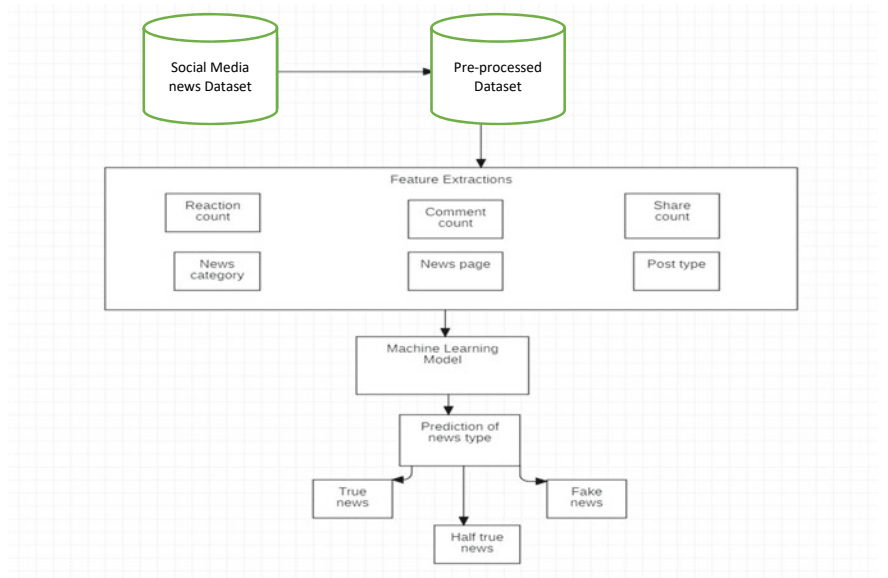 Social Media
news Dataset
Pre-processed
Dataset
Feature Extractions
Reaction
count
Comment
count
Share
count
News
category
News page
Post type
Machine Learning
Model
Prediction of
news type
True
news
Fake
news
Half true
news